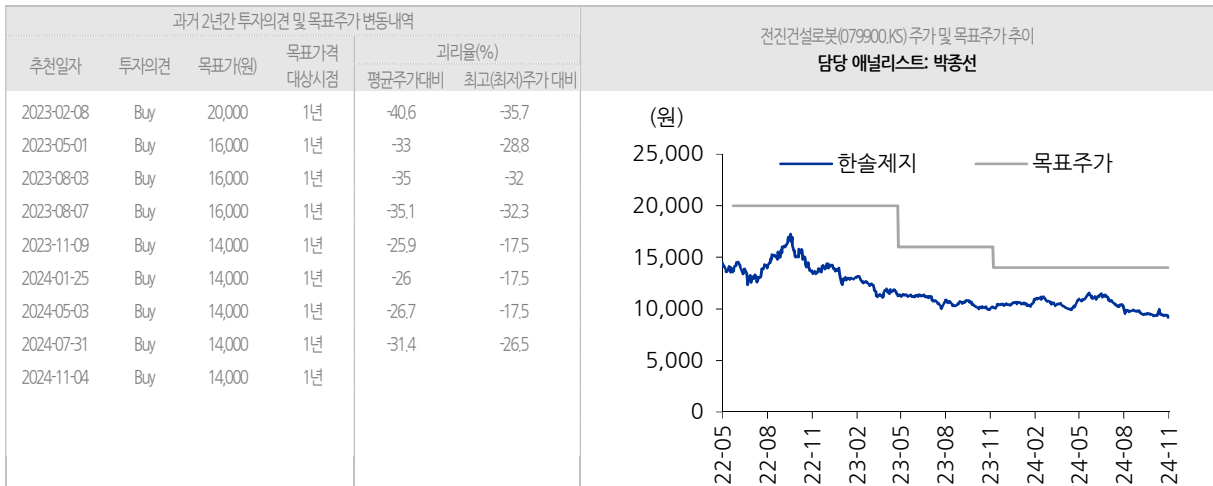 과거 2년간 투자의견 및 목표주가 변동내역
추천일자 투자의견 목표가(원) 목표가격 대상시점 괴리율(%)
평균주가대비 최고(최저)주가 대비
2023-02-08 Buy 20,000 1년 -40.6 -35.7
2023-05-01 Buy 16,000 1년 -33 -28.8
2023-08-03 Buy 16,000 1년 -35 -32
2023-08-07 Buy 16,000 1년 -35.1 -32.3
2023-11-09 Buy 14,000 1년 -25.9 -17.5
2024-01-25 Buy 14,000 1년 -26 -17.5
2024-05-03 Buy 14,000 1년 -26.7 -17.5
2024-07-31 Buy 14,000 1년 -31.4 -26.5
2024-11-04 Buy 14,000 1년
전진건설로봇(079900.KS) 주가 및 목표주가 추이
담당 애널리스트: 박종선
(원)
한솔제지 목표주가
25,000
20,000
15,000
10,000
5,000
0
22-05 22-08 22-11 23-02 23-05 23-08 23-11 24-02 24-05 24-08 24-11